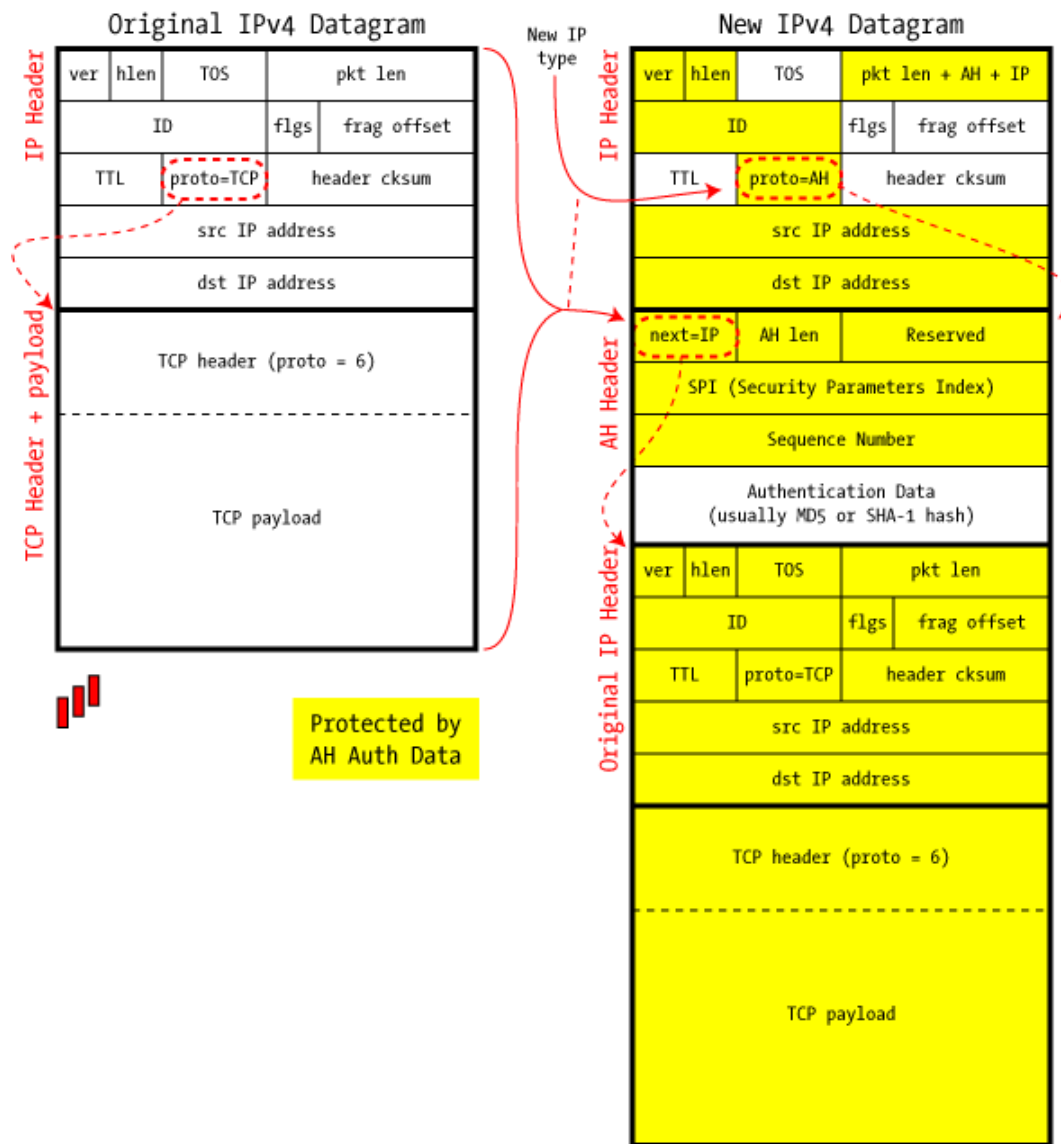 Original IPv4 Datagram
IP Header
ver hlen TOS pkt len
ID flgs frag offset
TTL proto=TCP header cksum
src IP address
dst IP address
TCP Header + payload
TCP header (proto = 6)
TCP payload
Protected by
AH Auth Data
New IP
type
New IPv4 Datagram
IP Header
ver hlen TOS pkt len + AH + IP
ID flgs frag offset
TTL proto=AH header cksum
src IP address
dst IP address
AH Header
next=IP AH len Reserved
SPI (Security Parameters Index)
Sequence Number
Authentication Data
(usually MD5 or SHA-1 hash)
Original IP Header
ver hlen TOS pkt len
ID flgs frag offset
TTL proto=TCP header cksum
src IP address
dst IP address
TCP header (proto = 6)
TCP payload